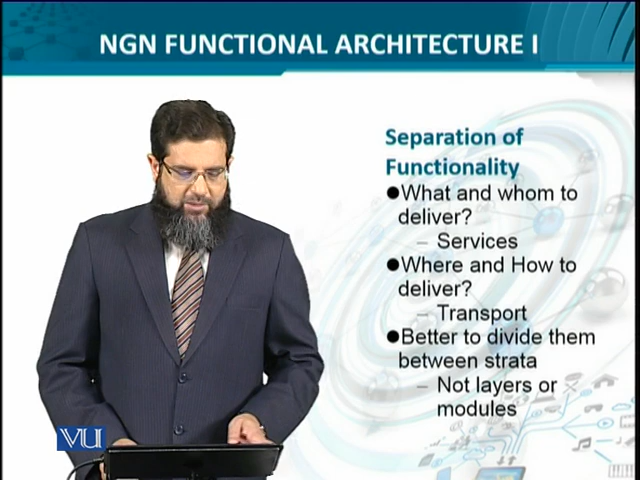 NGN FUNCTIONAL ARCHITECTURE I
Separation of
Functionality
●What and whom to
deliver?
– Services
●Where and How to
deliver?
– Transport
●Better to divide them
between strata
– Not layers or
modules
VU